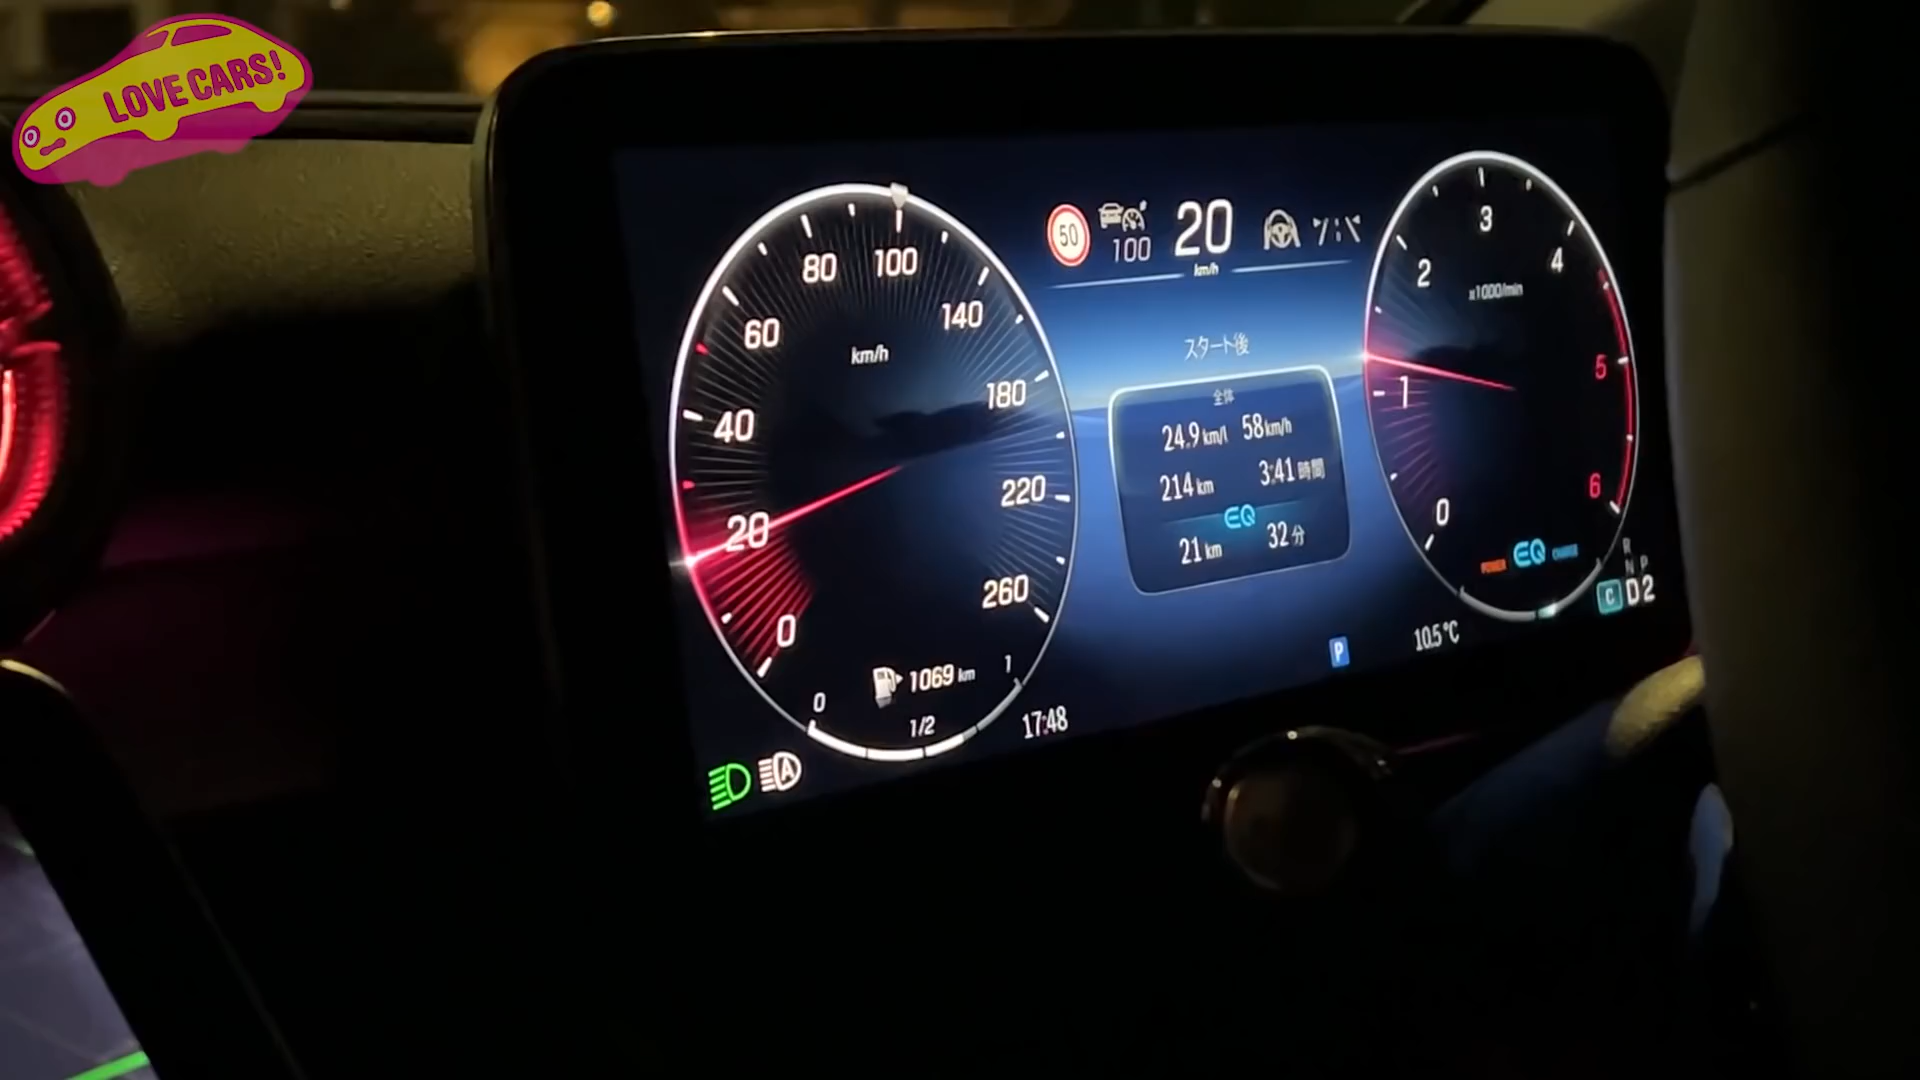 LOVE CARS!
50
100
20
km/h
80
100
60
140
km/h
40
180
20
220
0
260
1069 km
0
1/2
1
17:48
A
スタート後
全体
24.9 km/l 58 km/h
214 km 3:41 時間
EQ
21 km 32 分
P
10.5℃
3
2
4
x1000/min
1
5
0
6
POWER EQ CHARGE
R
N P
C D2